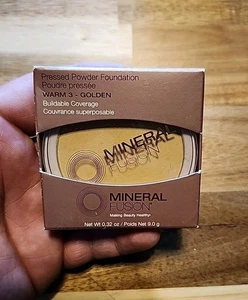 Pressed Powder Foundation
Poudre pressée
WARM 3 - GOLDEN
Buildable Coverage
Couvrance superposable
MINERAL
FUSION
MINERAL
FUSION
Making Beauty Healthy
Net Wt 0.32 oz / Poids Net 9.0 g